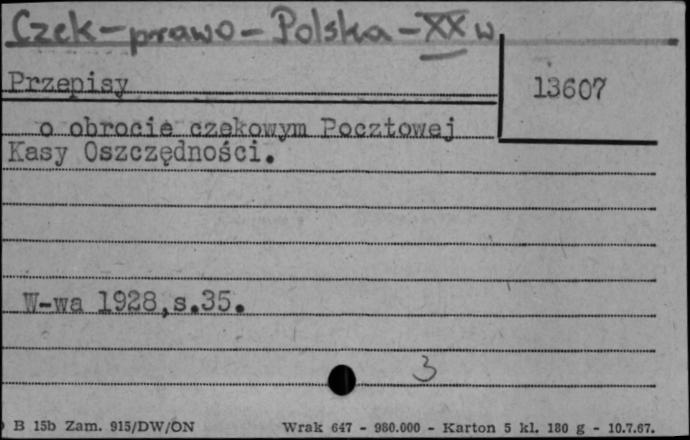 Czek-prawo-Polska-XX w.
Przepisy
13607
o obrocie czekowym Pocztowej
Kasy Oszczędności.
W-wa 1928,s.35.
3
B 15b Zam. 915/DW/ON
Wrak 647 - 980.000 - Karton 5 kl. 180 g - 10.7.67.